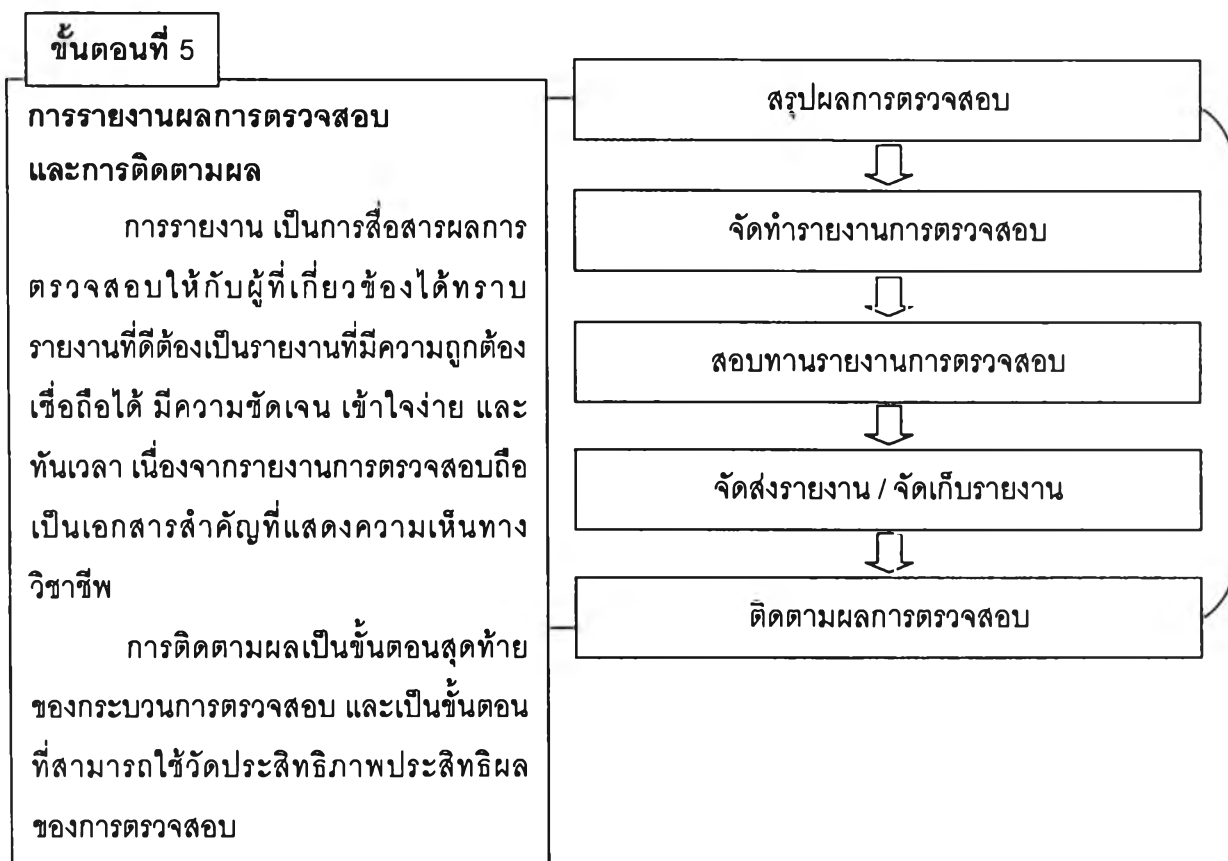 ขั้นตอนที่ 5
การรายงานผลการตรวจสอบ
และการติดตามผล
การรายงาน เป็นการสื่อสารผลการ
ตรวจสอบให้กับผู้ที่เกี่ยวข้องได้ทราบ
รายงานที่ดีต้องเป็นรายงานที่มีความถูกต้อง
เชื่อถือได้ มีความชัดเจน เข้าใจง่าย และ
ทันเวลา เนื่องจากรายงานการตรวจสอบถือ
เป็นเอกสารสำคัญที่แสดงความเห็นทาง
วิชาชีพ
การติดตามผลเป็นขั้นตอนสุดท้าย
ของกระบวนการตรวจสอบ และเป็นขั้นตอน
ที่สามารถใช้วัดประสิทธิภาพประสิทธิผล
ของการตรวจสอบ
สรุปผลการตรวจสอบ
จัดทำรายงานการตรวจสอบ
สอบทานรายงานการตรวจสอบ
จัดส่งรายงาน / จัดเก็บรายงาน
ติดตามผลการตรวจสอบ